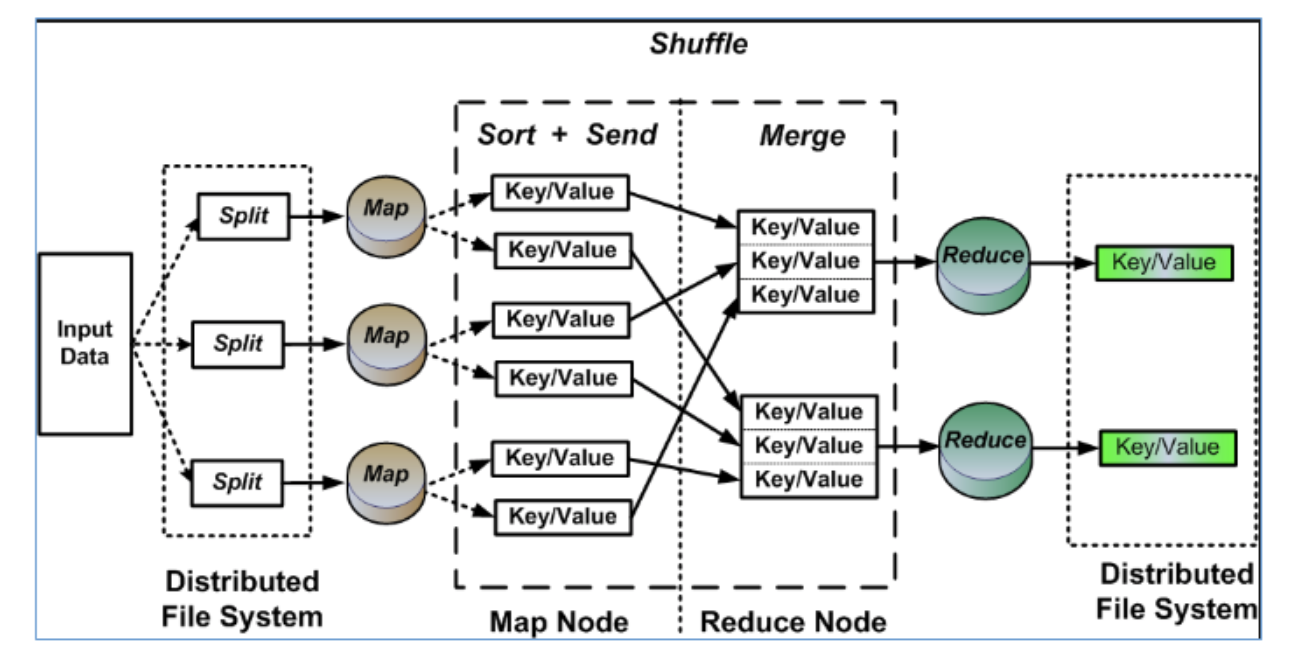 Shuffle
Sort + Send
Merge
Input
Data
Split
Split
Split
Map
Map
Map
Key/Value
Key/Value
Key/Value
Key/Value
Key/Value
Key/Value
Key/Value
Key/Value
Key/Value
Key/Value
Key/Value
Key/Value
Reduce
Reduce
Key/Value
Key/Value
Distributed
File System
Map Node
Reduce Node
Distributed
File System